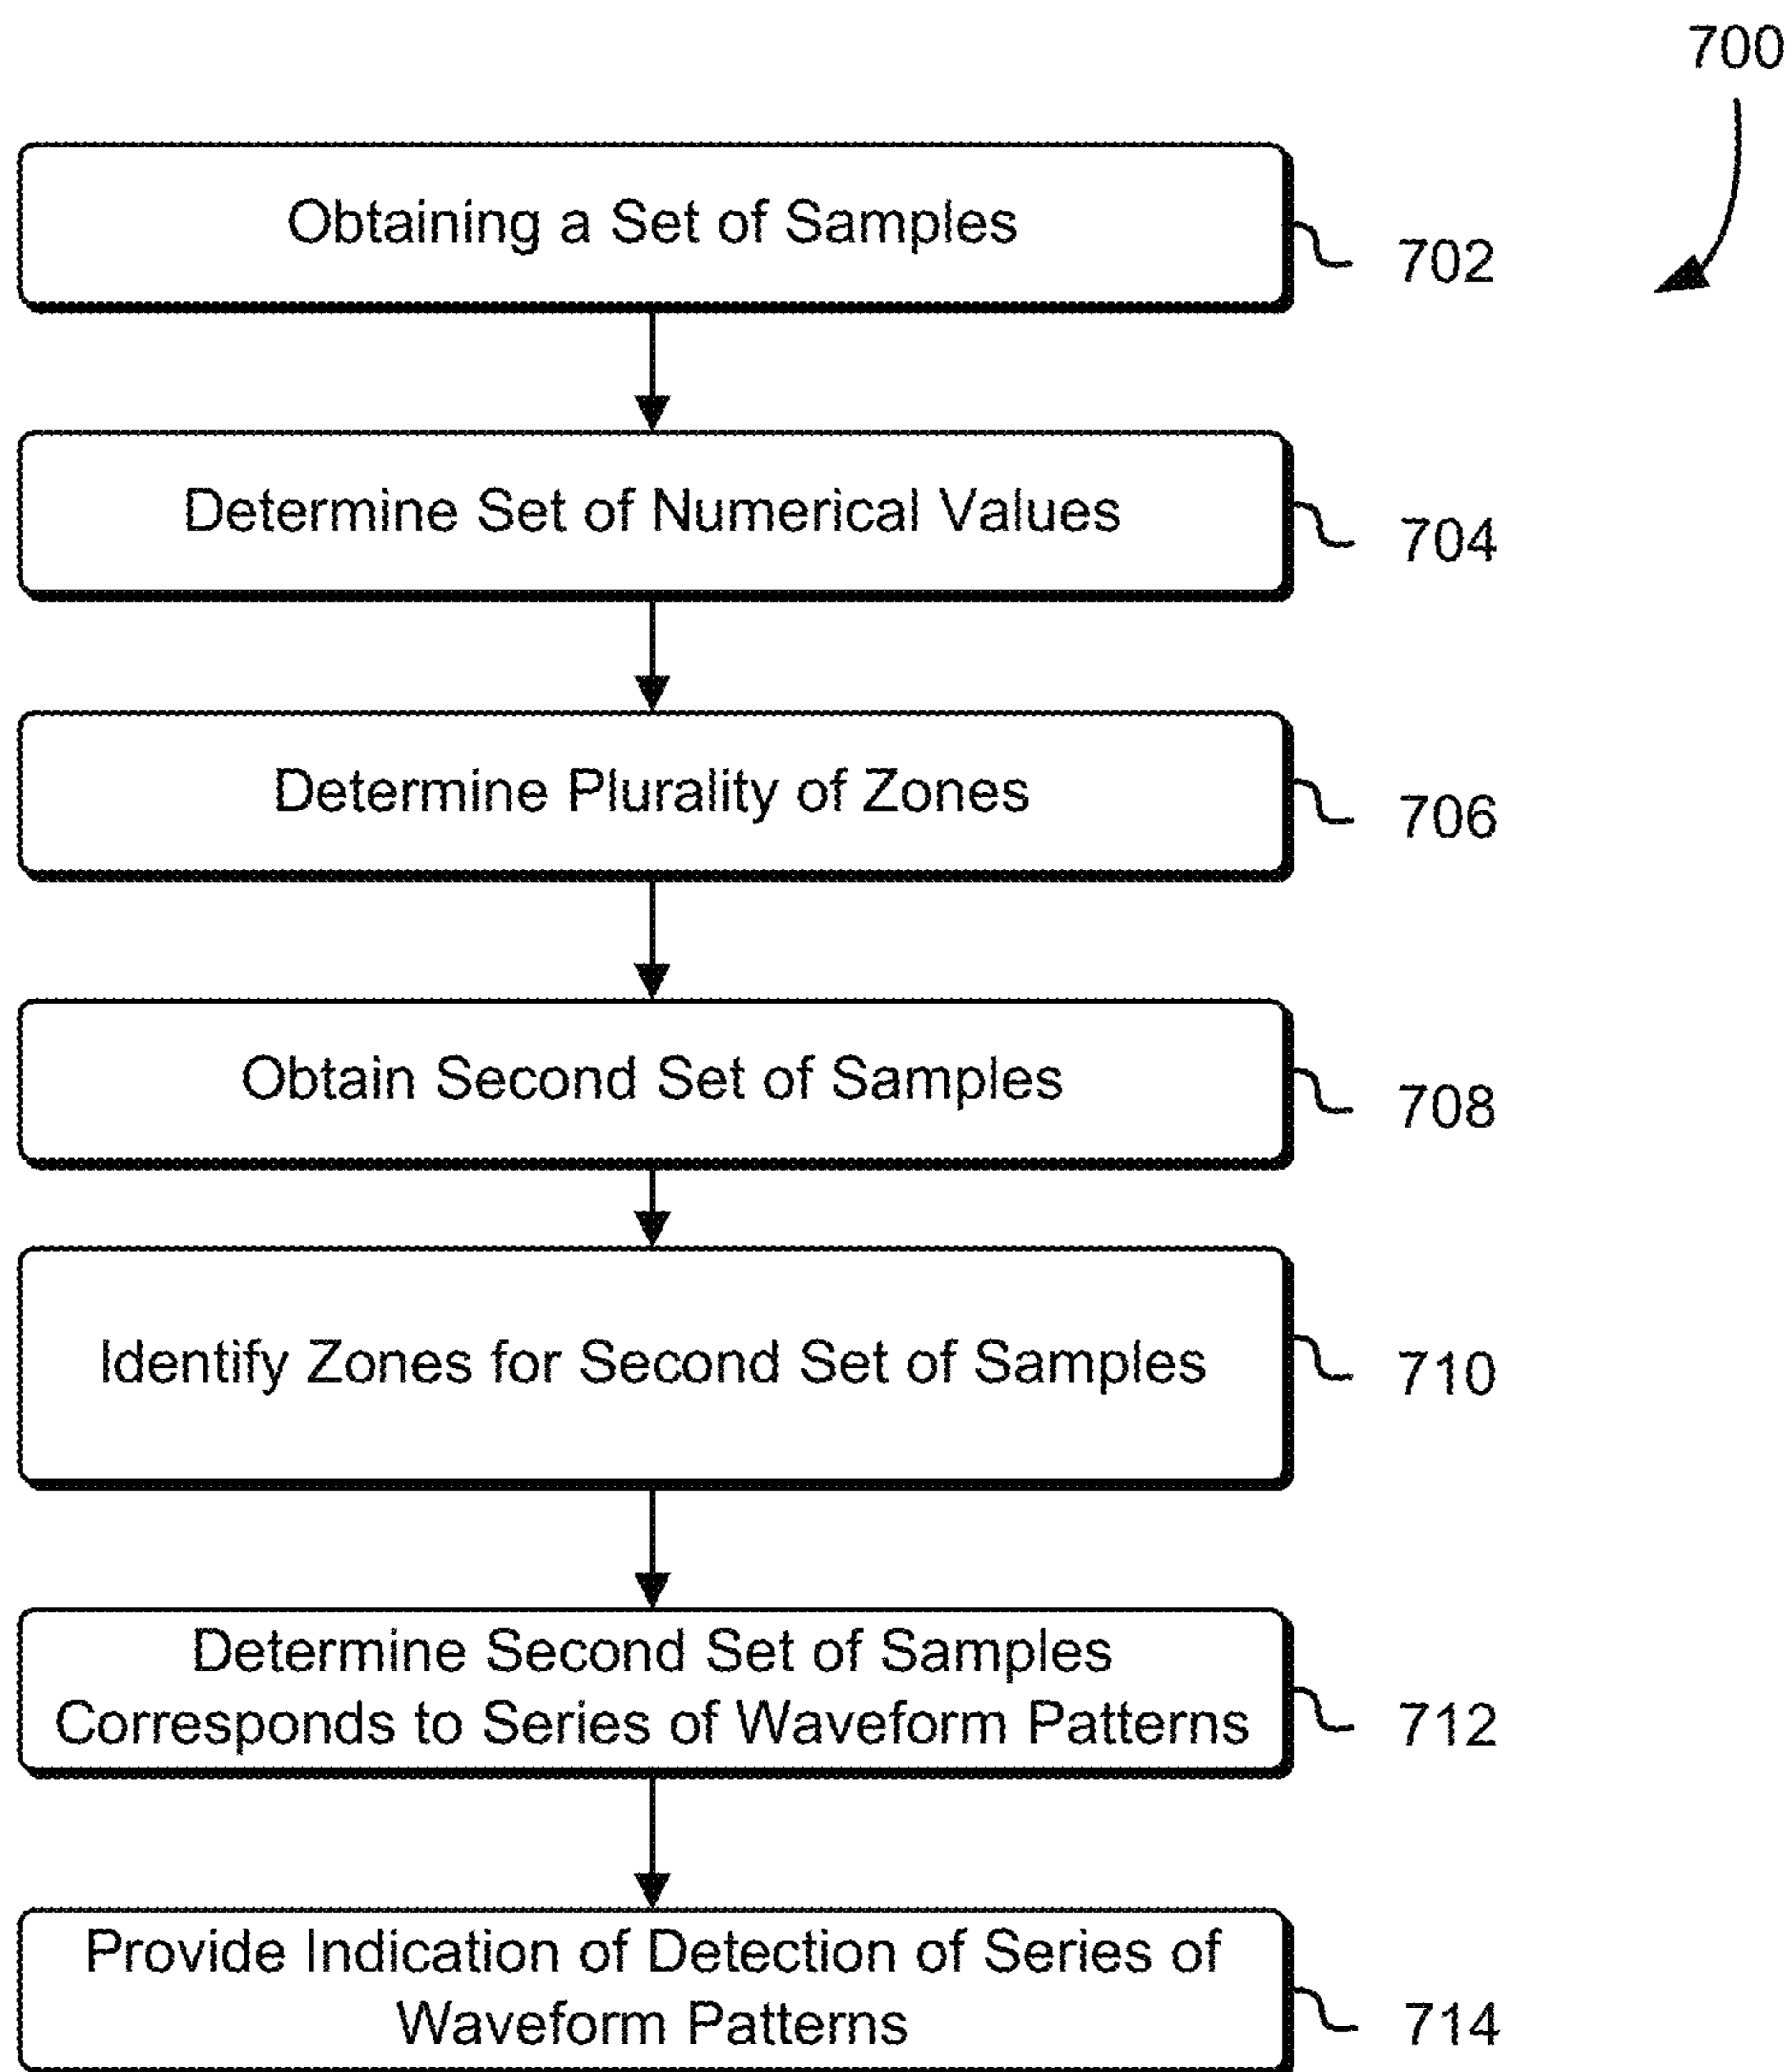 700
Obtaining a Set of Samples
702
Determine Set of Numerical Values
704
Determine Plurality of Zones
706
Obtain Second Set of Samples
708
Identify Zones for Second Set of Samples
710
Determine Second Set of Samples
Corresponds to Series of Waveform Patterns
712
Provide Indication of Detection of Series of
Waveform Patterns
714